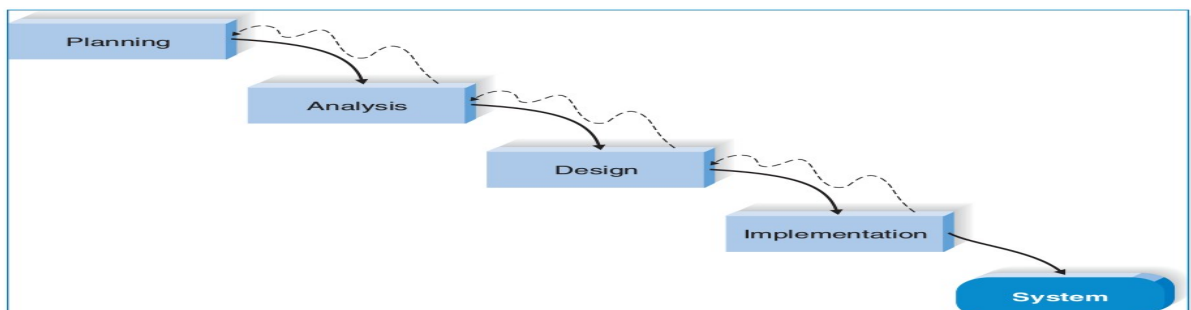 Planning
Analysis
Design
Implementation
System